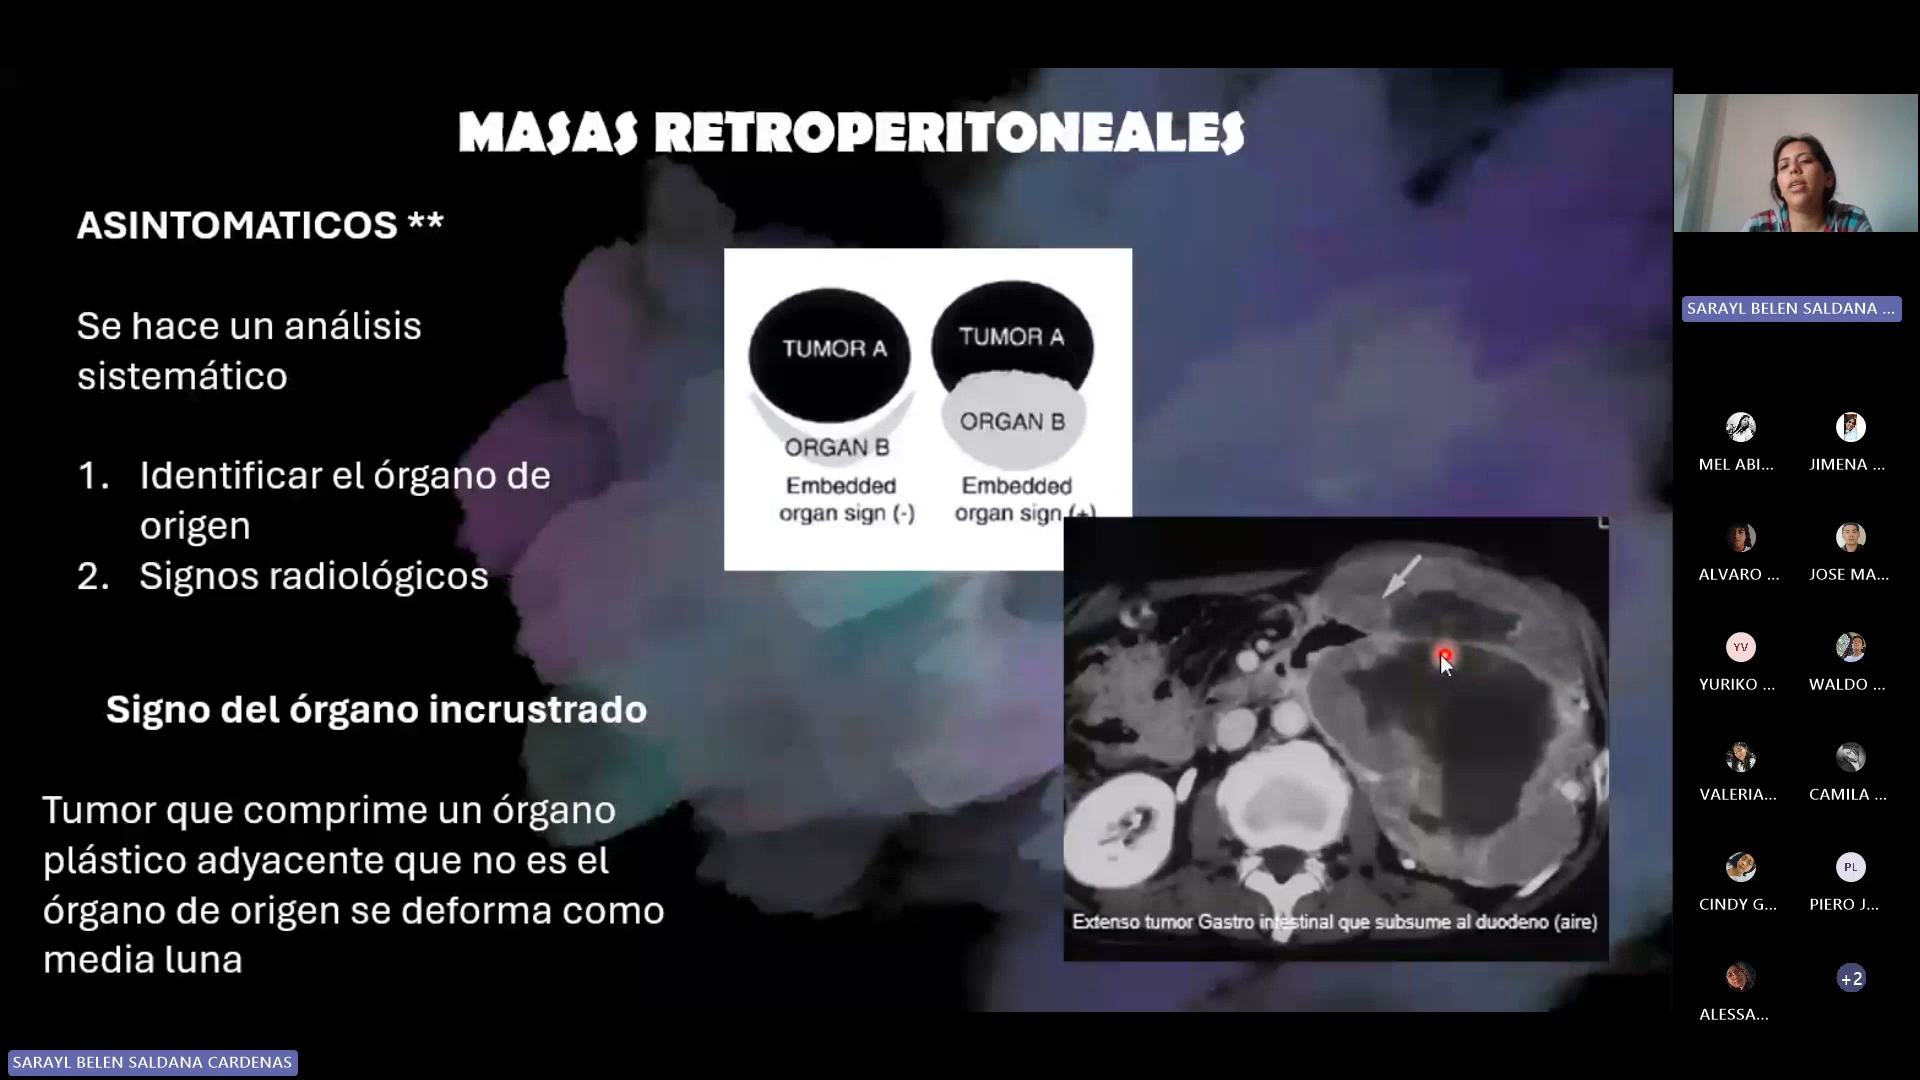 MASAS RETROPERITONEALES
ASINTOMATICOS **
Se hace un análisis
sistemático
1. Identificar el órgano de
origen
2. Signos radiológicos
Signo del órgano incrustrado
Tumor que comprime un órgano
plástico adyacente que no es el
órgano de origen se deforma como
media luna
TUMOR A
ORGAN B
Embedded
organ sign (-)
TUMOR A
ORGAN B
Embedded
organ sign (+)
Extenso tumor Gastro intestinal que subsume al duodeno (aire)
SARAYL BELEN SALDANA ...
MEL ABI...
JIMENA ...
ALVARO ...
JOSE MA...
YV
YURIKO ...
WALDO ...
VALERIA...
CAMILA ...
CINDY G...
PL
PIERO J...
ALESSA...
+2
SARAYL BELEN SALDANA CARDENAS